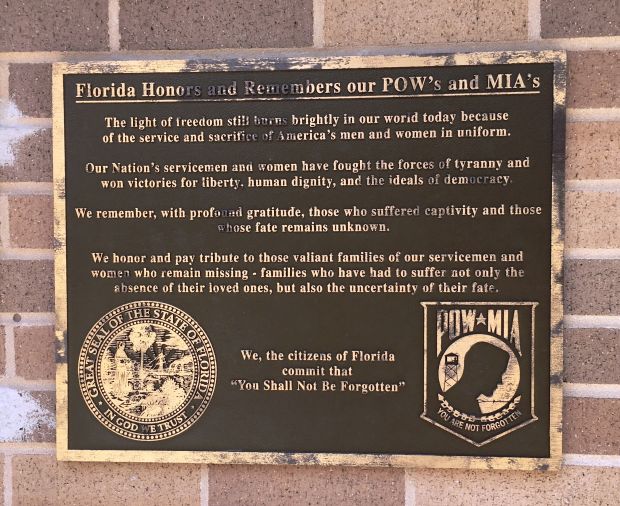 Florida Honors and Remembers our POW's and MIA's
The light of freedom still burns brightly in our world today because
of the service and sacrifice of America's men and women in uniform.
Our Nation's servicemen and women have fought the forces of tyranny and
won victories for liberty, human dignity, and the ideals of democracy.
We remember, with profound gratitude, those who suffered captivity and those
whose fate remains unknown.
We honor and pay tribute to those valiant families of our servicemen and
women who remain missing - families who have had to suffer not only the
absence of their loved ones, but also the uncertainty of their fate.
GREAT SEAL OF THE STATE OF FLORIDA
IN GOD WE TRUST
We, the citizens of Florida
commit that
"You Shall Not Be Forgotten"
POW★MIA
YOU ARE NOT FORGOTTEN